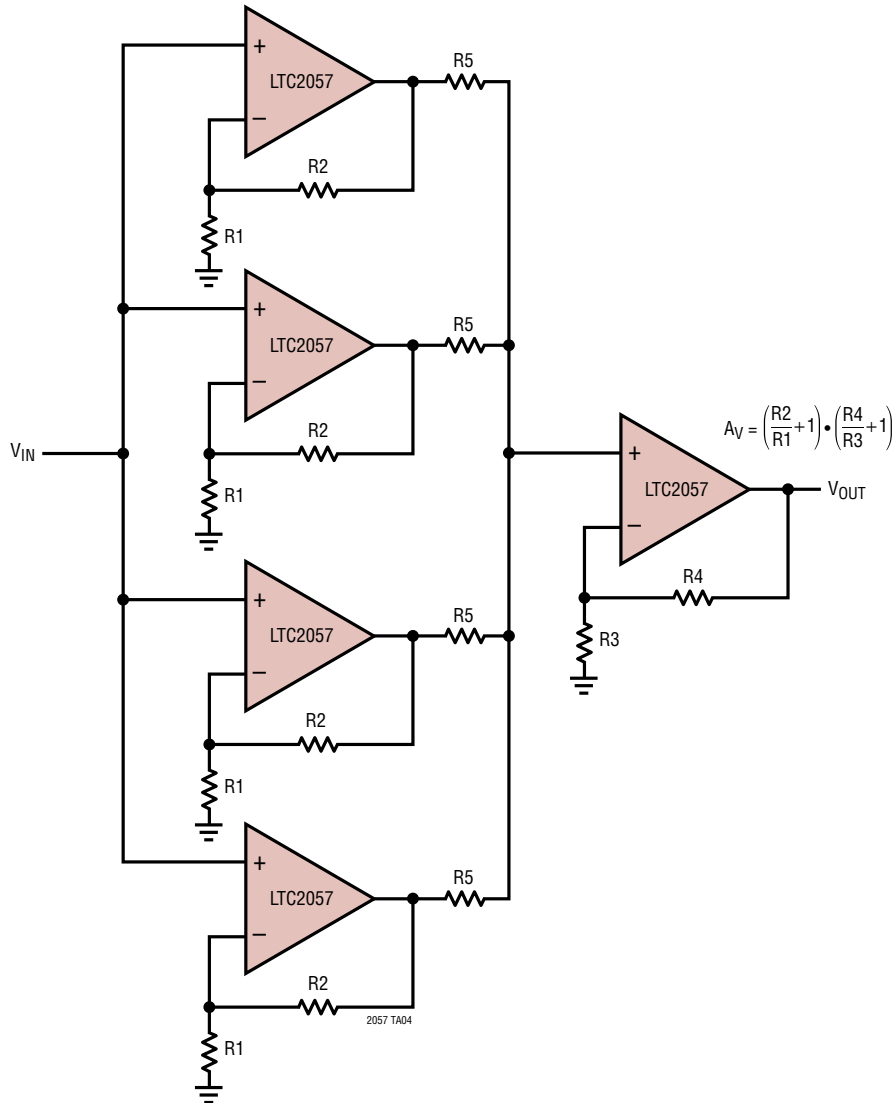 +
LTC2057
−
R5
R2
R1
+
LTC2057
−
R5
R2
R1
V_IN
A_V = (R2/R1 + 1) • (R4/R3 + 1)
+
LTC2057
−
V_OUT
R4
R3
+
LTC2057
−
R5
R2
R1
+
LTC2057
−
R5
R2
2057 TA04
R1